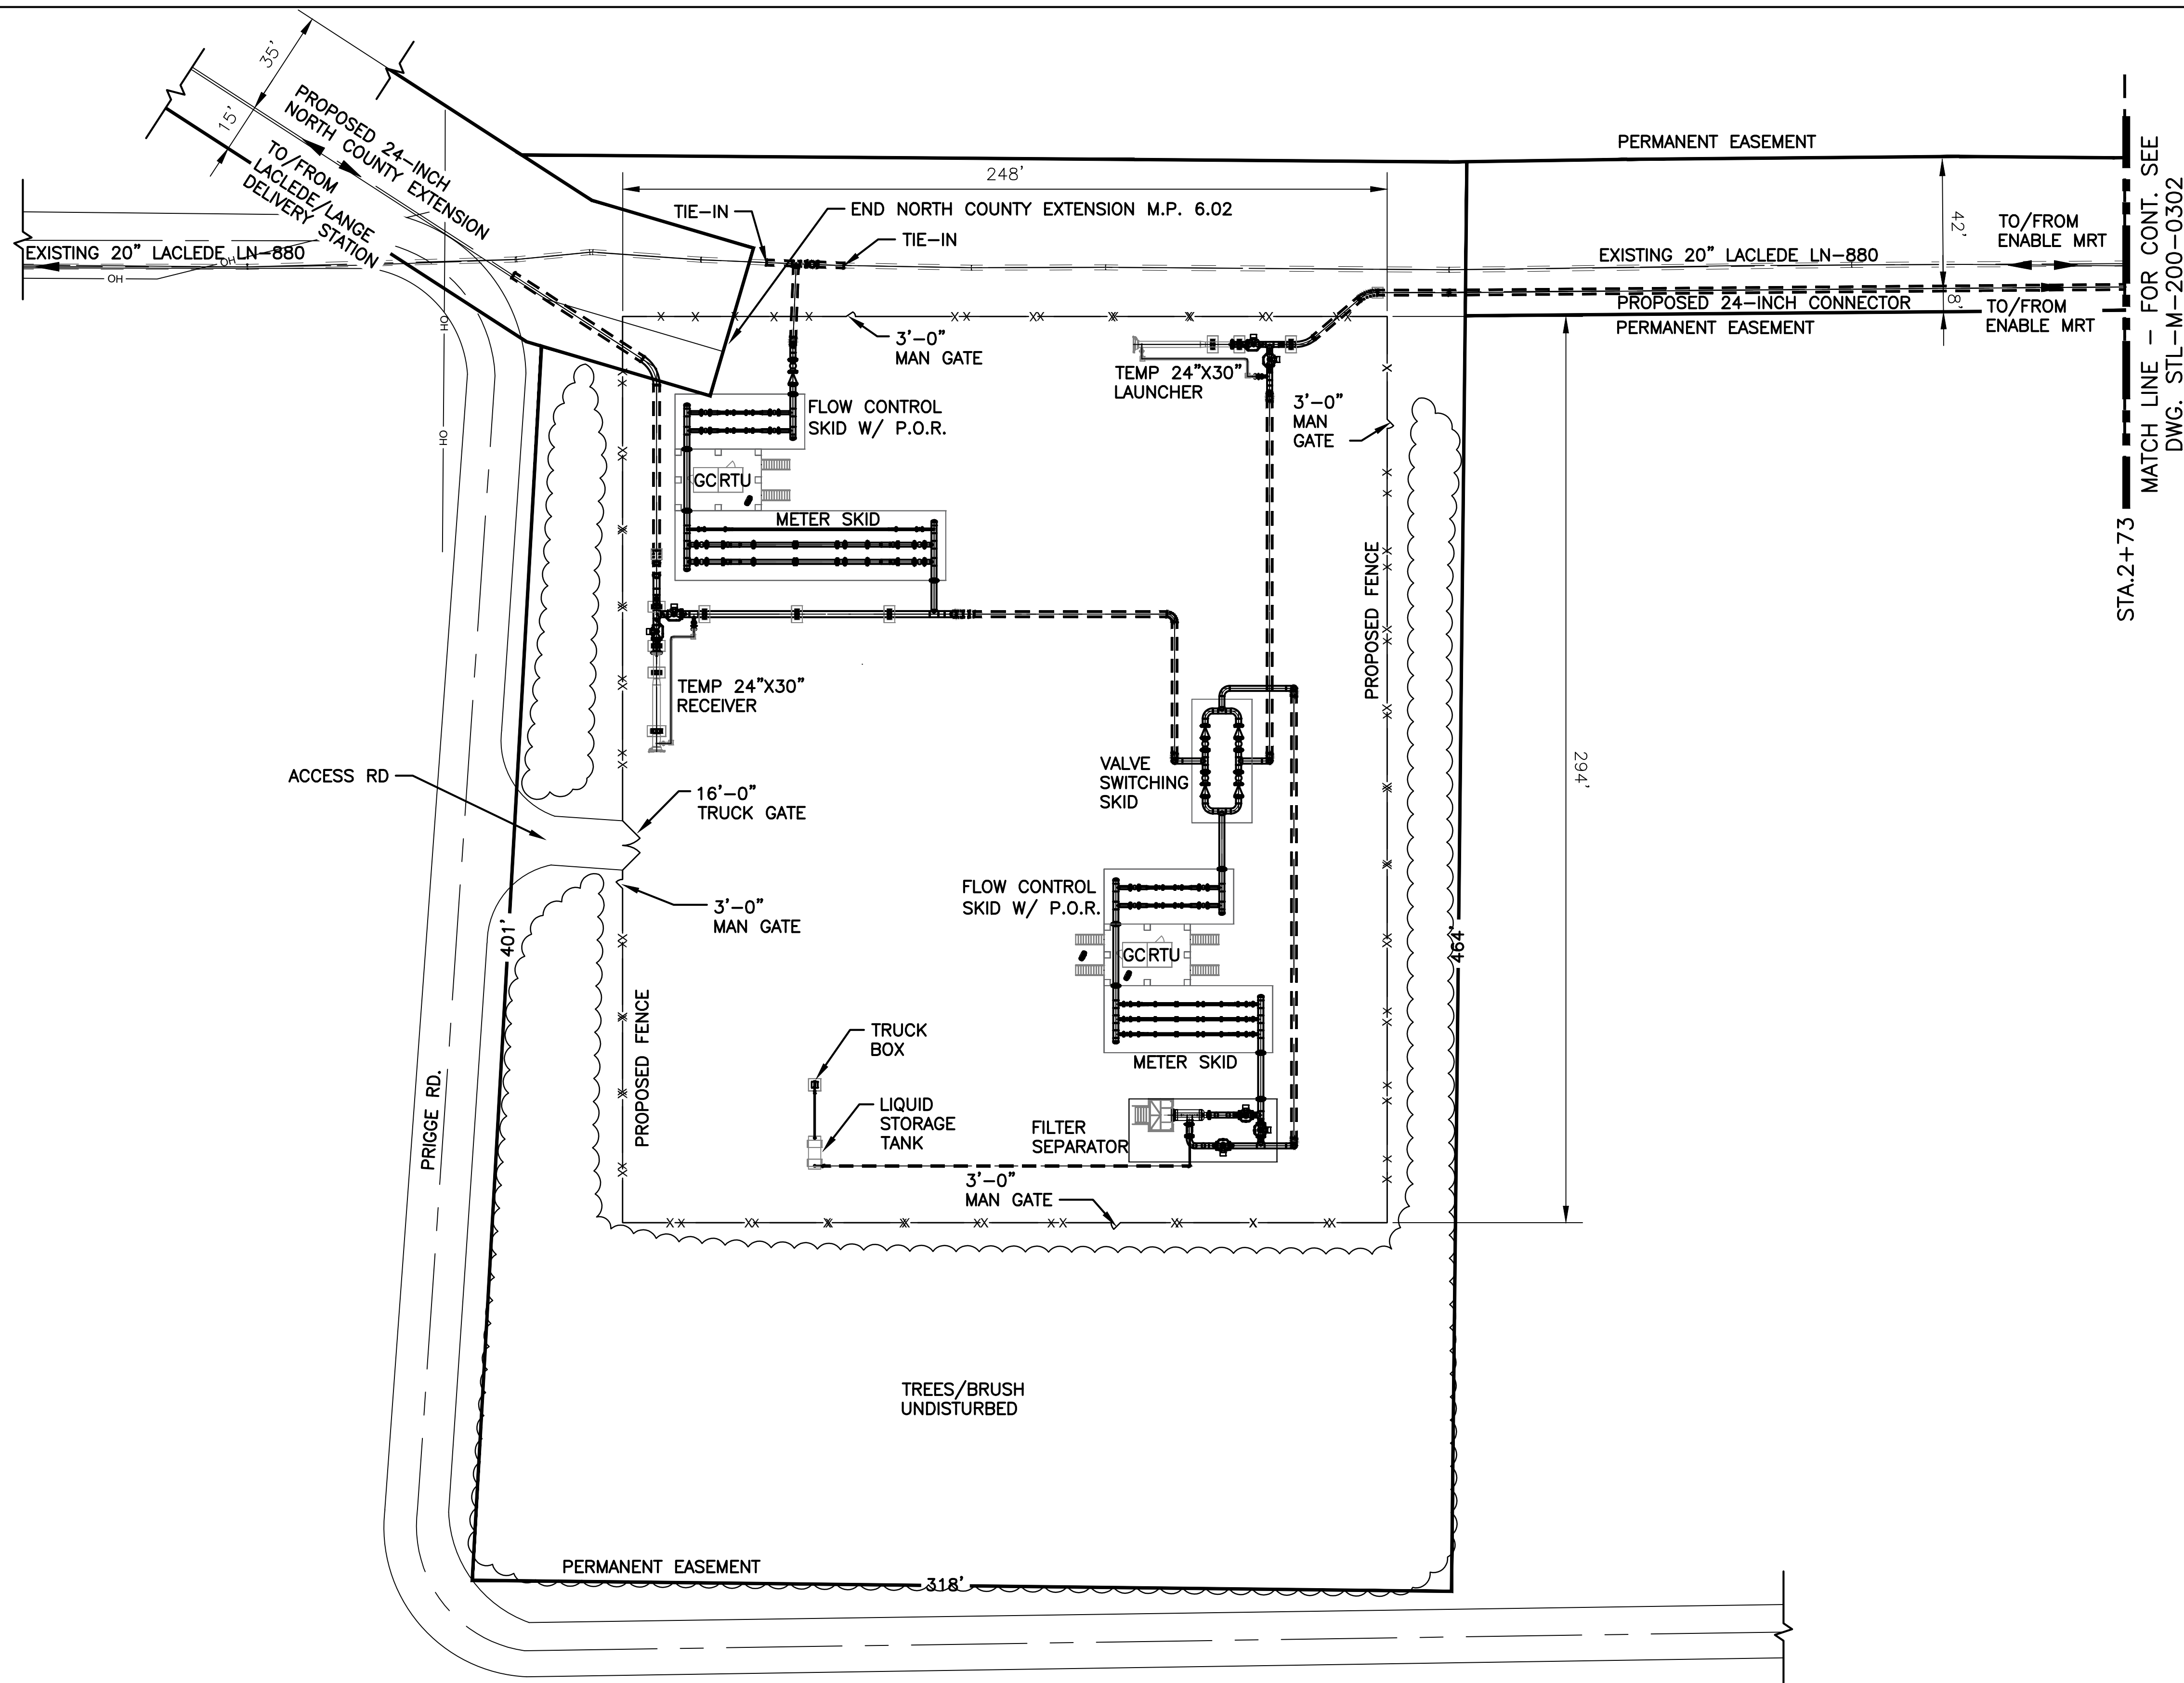 35'
15'
PROPOSED 24-INCH
NORTH COUNTY EXTENSION
TO/FROM
LACLEDE/LANGE
DELIVERY STATION
EXISTING 20" LACLEDE LN-880
OH
OH
OH
OH
248'
TIE-IN
END NORTH COUNTY EXTENSION M.P. 6.02
TIE-IN
PERMANENT EASEMENT
42'
TO/FROM
ENABLE MRT
EXISTING 20" LACLEDE LN-880
PROPOSED 24-INCH CONNECTOR
8'
TO/FROM
ENABLE MRT
PERMANENT EASEMENT
MATCH LINE - FOR CONT. SEE
DWG. STL-M-200-0302
STA.2+73
3'-0"
MAN GATE
TEMP 24"X30"
LAUNCHER
3'-0"
MAN
GATE
FLOW CONTROL
SKID W/ P.O.R.
GC RTU
METER SKID
PROPOSED FENCE
TEMP 24"X30"
RECEIVER
VALVE
SWITCHING
SKID
294'
ACCESS RD
16'-0"
TRUCK GATE
3'-0"
MAN GATE
401'
FLOW CONTROL
SKID W/ P.O.R.
464'
GC RTU
PROPOSED FENCE
TRUCK
BOX
METER SKID
PRIGGE RD.
LIQUID
STORAGE
TANK
FILTER
SEPARATOR
3'-0"
MAN GATE
TREES/BRUSH
UNDISTURBED
PERMANENT EASEMENT
318'